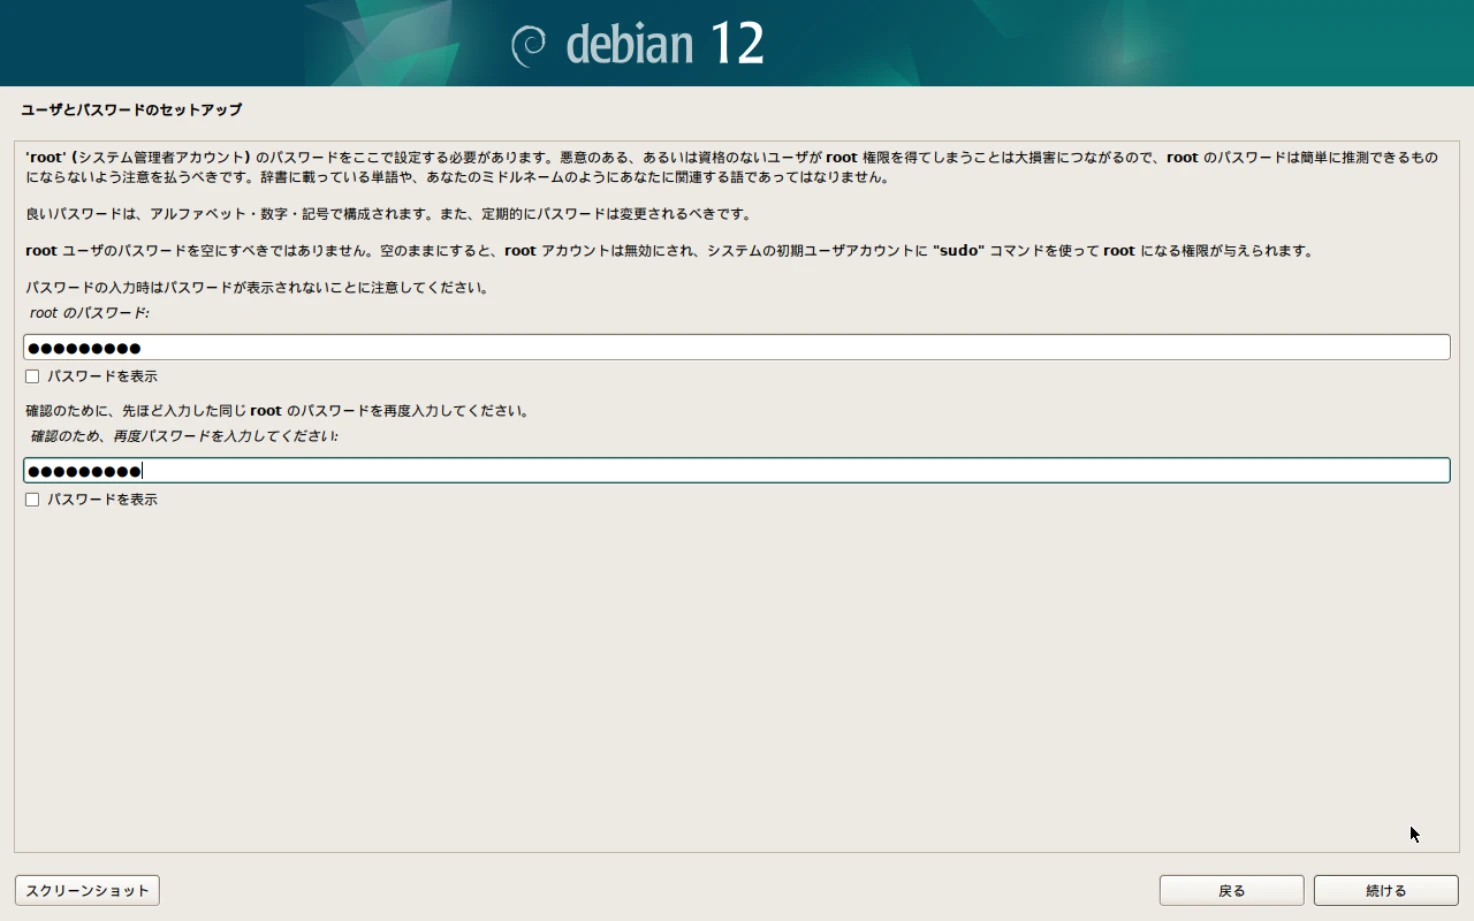 debian 12
ユーザとパスワードのセットアップ
'root' (システム管理者アカウント) のパスワードをここで設定する必要があります。悪意のある、あるいは資格のないユーザが root 権限を得てしまうことは大損害につながるので、root のパスワードは簡単に推測できるもの
にならないよう注意を払うべきです。辞書に載っている単語や、あなたのミドルネームのようにあなたに関連する語であってはなりません。
良いパスワードは、アルファベット・数字・記号で構成されます。また、定期的にパスワードは変更されるべきです。
root ユーザのパスワードを空にすべきではありません。空のままにすると、root アカウントは無効にされ、システムの初期ユーザアカウントに "sudo" コマンドを使って root になる権限が与えられます。
パスワードの入力時はパスワードが表示されないことに注意してください。
root のパスワード:
●●●●●●●●●
パスワードを表示
確認のために、先ほど入力した同じ root のパスワードを再度入力してください。
確認のため、再度パスワードを入力してください:
●●●●●●●●●
パスワードを表示
スクリーンショット
戻る
続ける